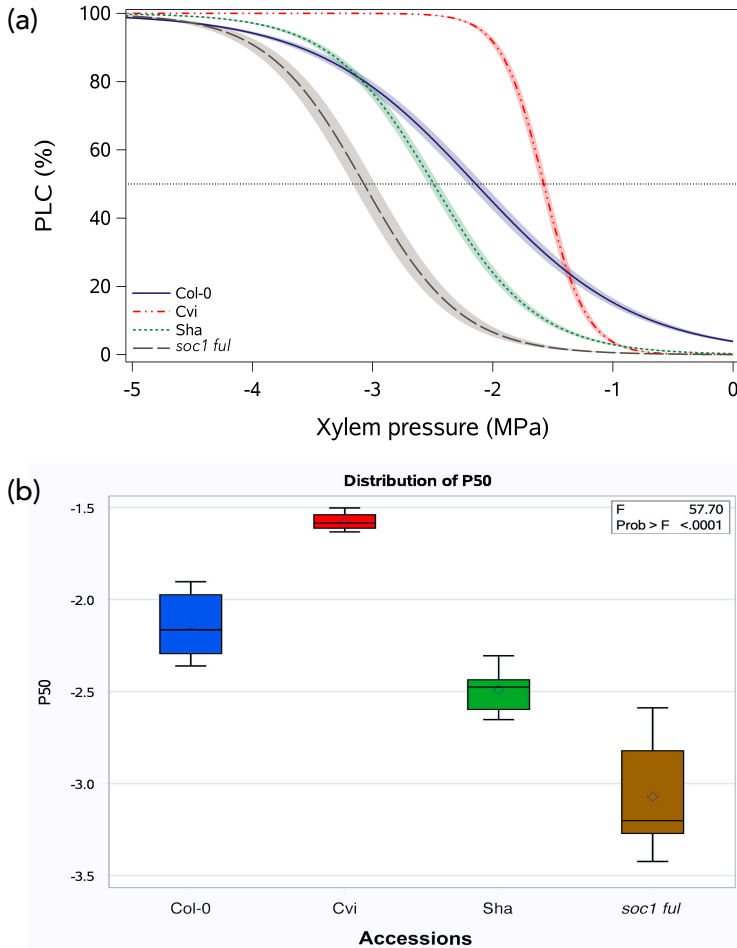 (a)
100
80
60
40
20
0
PLC (%)
Col-0
Cvi
Sha
soc1 ful
-5 -4 -3 -2 -1 0
Xylem pressure (MPa)
(b)
Distribution of P50
F 57.70
Prob > F <.0001
-1.5
-2.0
-2.5
-3.0
-3.5
P50
Col-0 Cvi Sha soc1 ful
Accessions